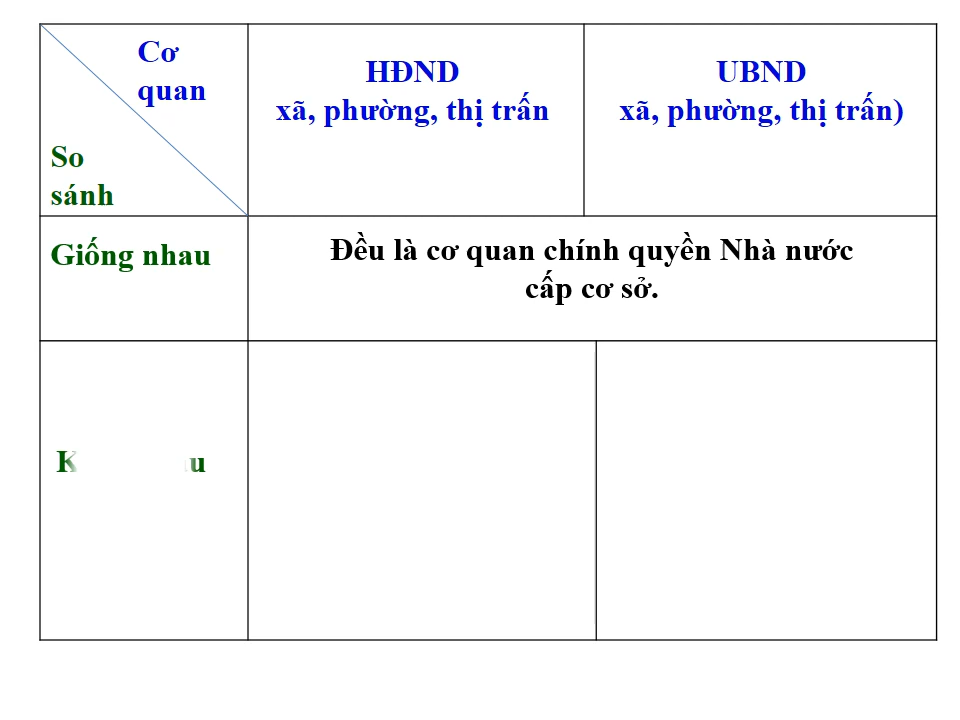 Cơ
quan
So
sánh
HĐND
xã, phường, thị trấn
UBND
xã, phường, thị trấn)
Giống nhau
Đều là cơ quan chính quyền Nhà nước
cấp cơ sở.